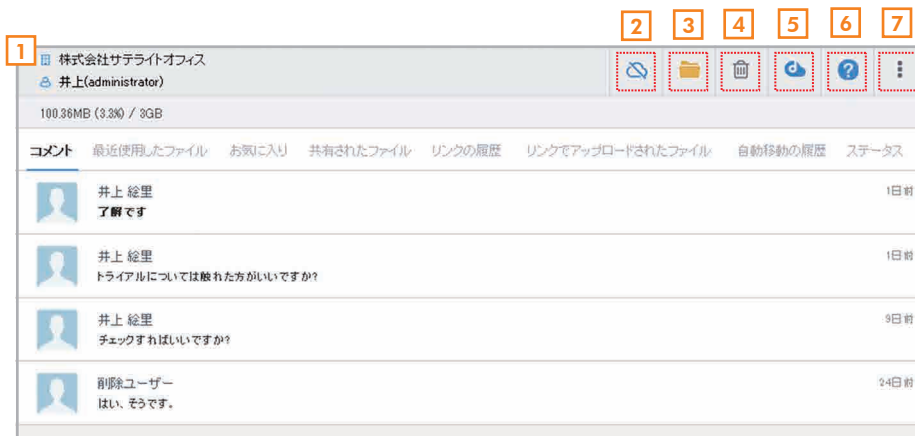 2 3 4 5 6 7
1
株式会社サテライトオフィス
井上(administrator)
100.36MB (3.3%) / 3GB
コメント 最近使用したファイル お気に入り 共有されたファイル リンクの履歴 リンクでアップロードされたファイル 自動移動の履歴 ステータス
井上 絵里 1日前
了解です
井上 絵里 1日前
トライアルについては触れた方がいいですか?
井上 絵里 9日前
チェックすればいいですか?
削除ユーザー 24日前
はい、そうです。